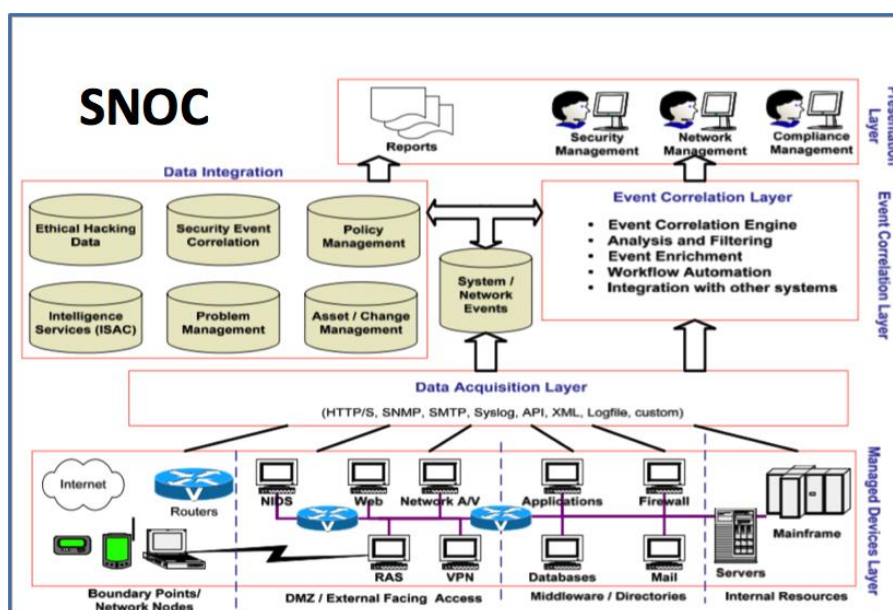 SNOC
Reports
Security
Management
Network
Management
Compliance
Management
Layer
Data Integration
Ethical Hacking
Data
Security Event
Correlation
Policy
Management
Intelligence
Services (ISAC)
Problem
Management
Asset / Change
Management
System /
Network
Events
Event Correlation Layer
• Event Correlation Engine
• Analysis and Filtering
• Event Enrichment
• Workflow Automation
• Integration with other systems
Event Correlation Layer
Data Acquisition Layer
(HTTP/S, SNMP, SMTP, Syslog, API, XML, Logfile, custom)
Internet
Routers
NIDS
Web
Network A/V
Applications
Firewall
Mainframe
RAS
VPN
Databases
Mail
Servers
Boundary Points/
Network Nodes
DMZ / External Facing Access
Middleware / Directories
Internal Resources
Managed Devices Layer